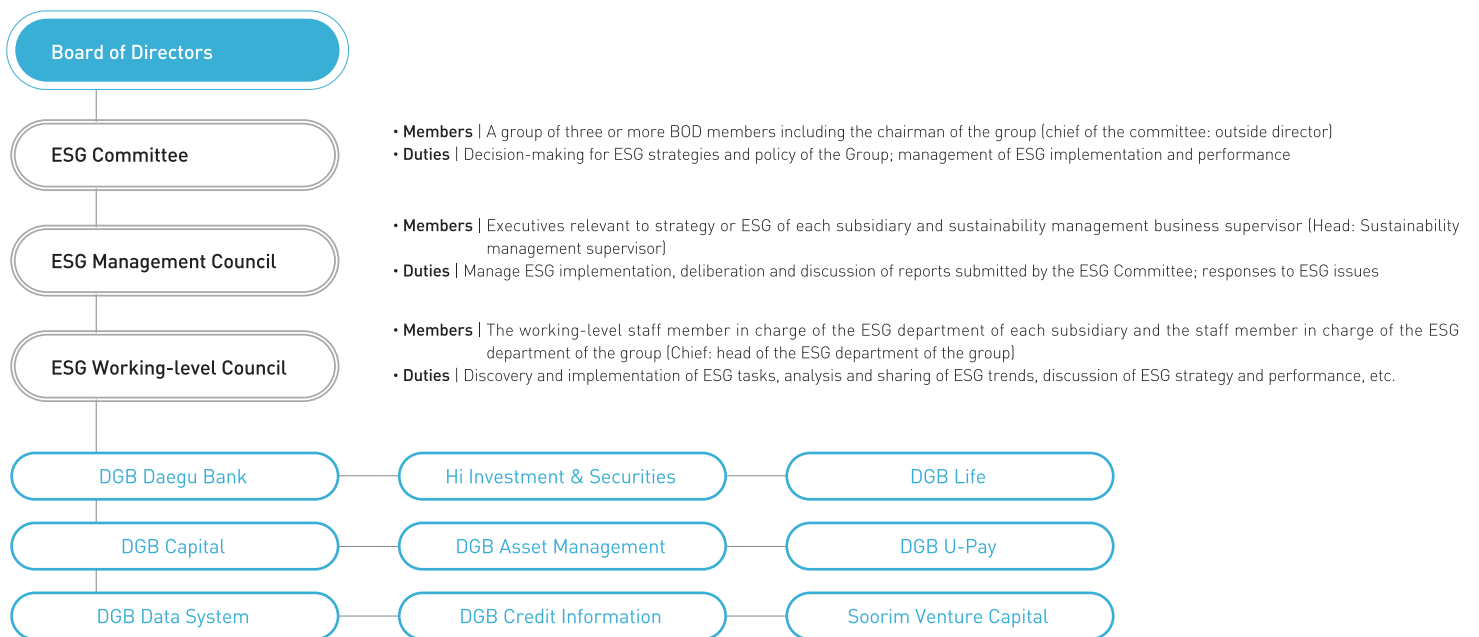 Board of Directors
ESG Committee
• Members | A group of three or more BOD members including the chairman of the group (chief of the committee: outside director)
• Duties | Decision-making for ESG strategies and policy of the Group; management of ESG implementation and performance
ESG Management Council
• Members | Executives relevant to strategy or ESG of each subsidiary and sustainability management business supervisor (Head: Sustainability
management supervisor)
• Duties | Manage ESG implementation, deliberation and discussion of reports submitted by the ESG Committee; responses to ESG issues
ESG Working-level Council
• Members | The working-level staff member in charge of the ESG department of each subsidiary and the staff member in charge of the ESG
department of the group (Chief: head of the ESG department of the group)
• Duties | Discovery and implementation of ESG tasks, analysis and sharing of ESG trends, discussion of ESG strategy and performance, etc.
DGB Daegu Bank
Hi Investment & Securities
DGB Life
DGB Capital
DGB Asset Management
DGB U-Pay
DGB Data System
DGB Credit Information
Soorim Venture Capital